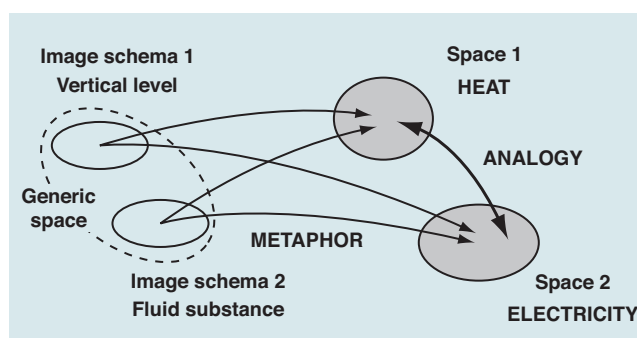 Image schema 1
Vertical level
Space 1
HEAT
ANALOGY
Generic
space
METAPHOR
Image schema 2
Fluid substance
Space 2
ELECTRICITY